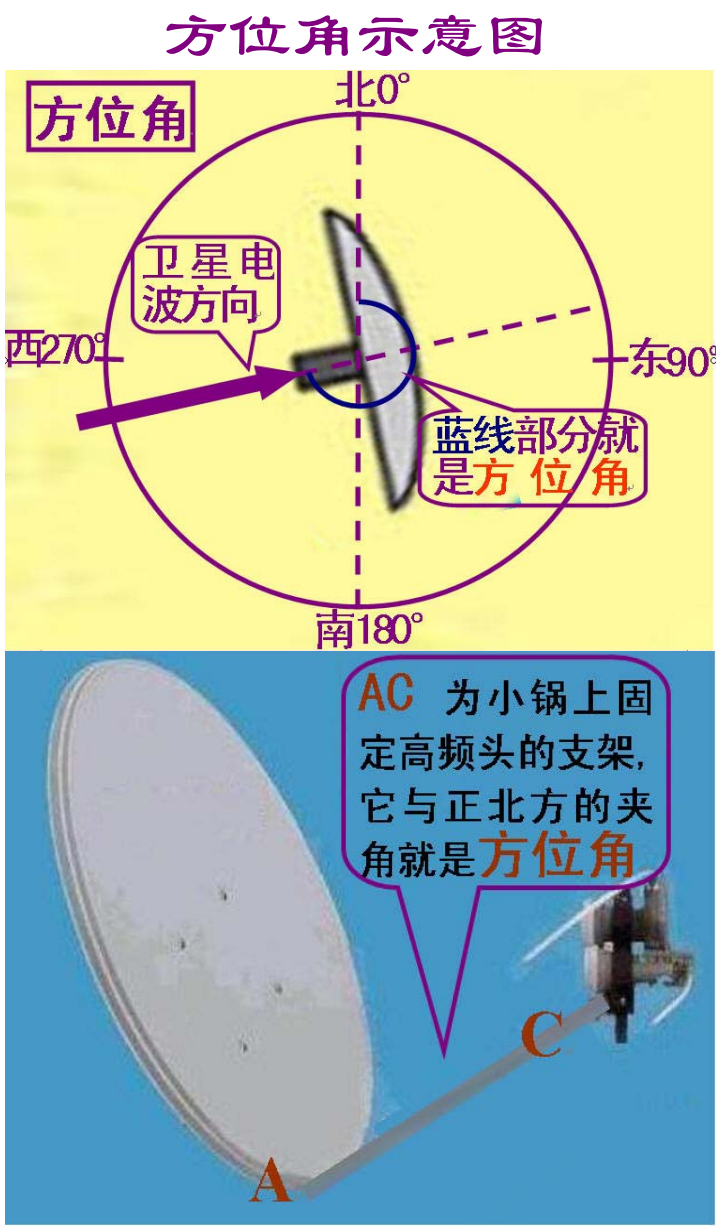 方位角示意图
北0°
方位角
卫星电
波方向
西270°
东90°
蓝线部分就
是方位角
南180°
AC 为小锅上固
定高频头的支架,
它与正北方的夹
角就是方位角
C
A